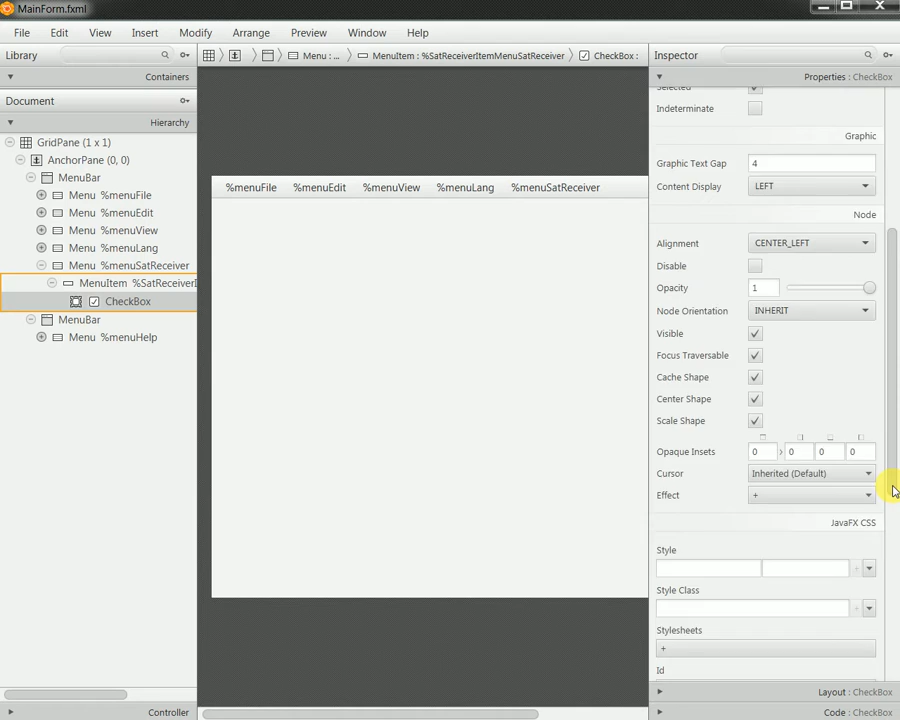 MainForm.fxml
File Edit View Insert Modify Arrange Preview Window Help
Library
Menu : ... MenuItem : %SatReceiverItemMenuSatReceiver CheckBox :
Inspector
Containers
Properties : CheckBox
Document
Hierarchy
GridPane (1 x 1)
AnchorPane (0, 0)
MenuBar
Menu %menuFile
Menu %menuEdit
Menu %menuView
Menu %menuLang
Menu %menuSatReceiver
MenuItem %SatReceiverI
CheckBox
MenuBar
Menu %menuHelp
Controller
%menuFile %menuEdit %menuView %menuLang %menuSatReceiver
Selected
Indeterminate
Graphic
Graphic Text Gap 4
Content Display LEFT
Node
Alignment CENTER_LEFT
Disable
Opacity 1
Node Orientation INHERIT
Visible
Focus Traversable
Cache Shape
Center Shape
Scale Shape
Opaque Insets 0 0 0 0
Cursor Inherited (Default)
Effect +
JavaFX CSS
Style
+
Style Class
+
Stylesheets
+
Id
Layout : CheckBox
Code : CheckBox